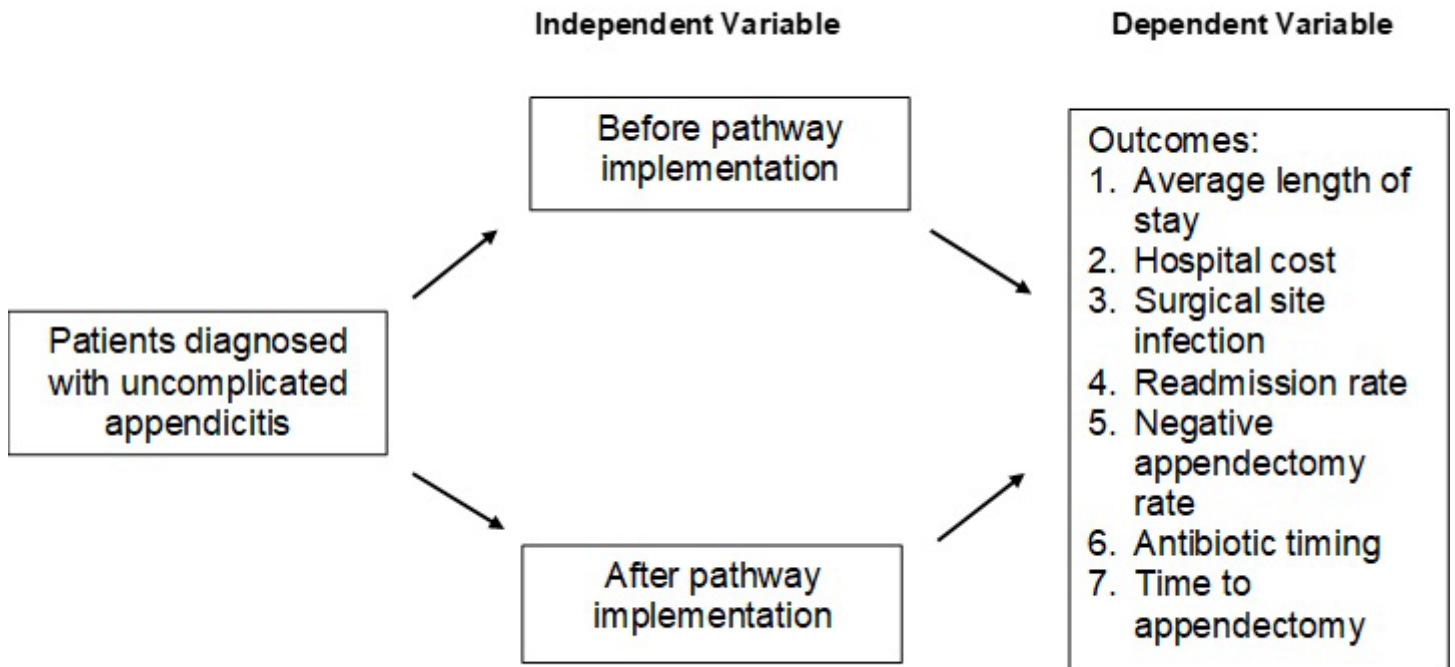 Independent Variable
Dependent Variable
Before pathway
implementation
Patients diagnosed
with uncomplicated
appendicitis
After pathway
implementation
Outcomes:
1. Average length of
stay
2. Hospital cost
3. Surgical site
infection
4. Readmission rate
5. Negative
appendectomy
rate
6. Antibiotic timing
7. Time to
appendectomy